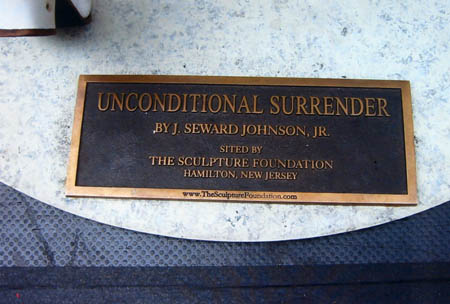 UNCONDITIONAL SURRENDER
BY J. SEWARD JOHNSON, JR.
SITED BY
THE SCULPTURE FOUNDATION
HAMILTON, NEW JERSEY
www.TheSculptureFoundation.com